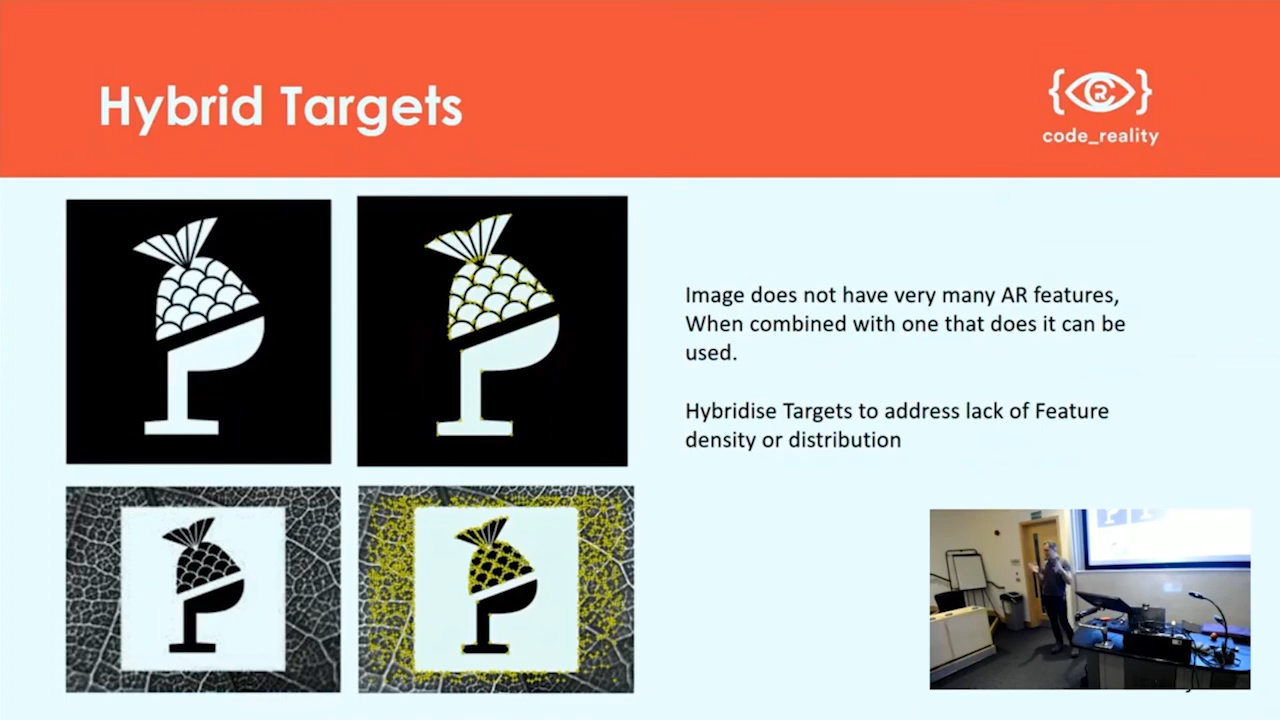 Hybrid Targets
{RC}
code_reality
Image does not have very many AR features,
When combined with one that does it can be
used.
Hybridise Targets to address lack of Feature
density or distribution